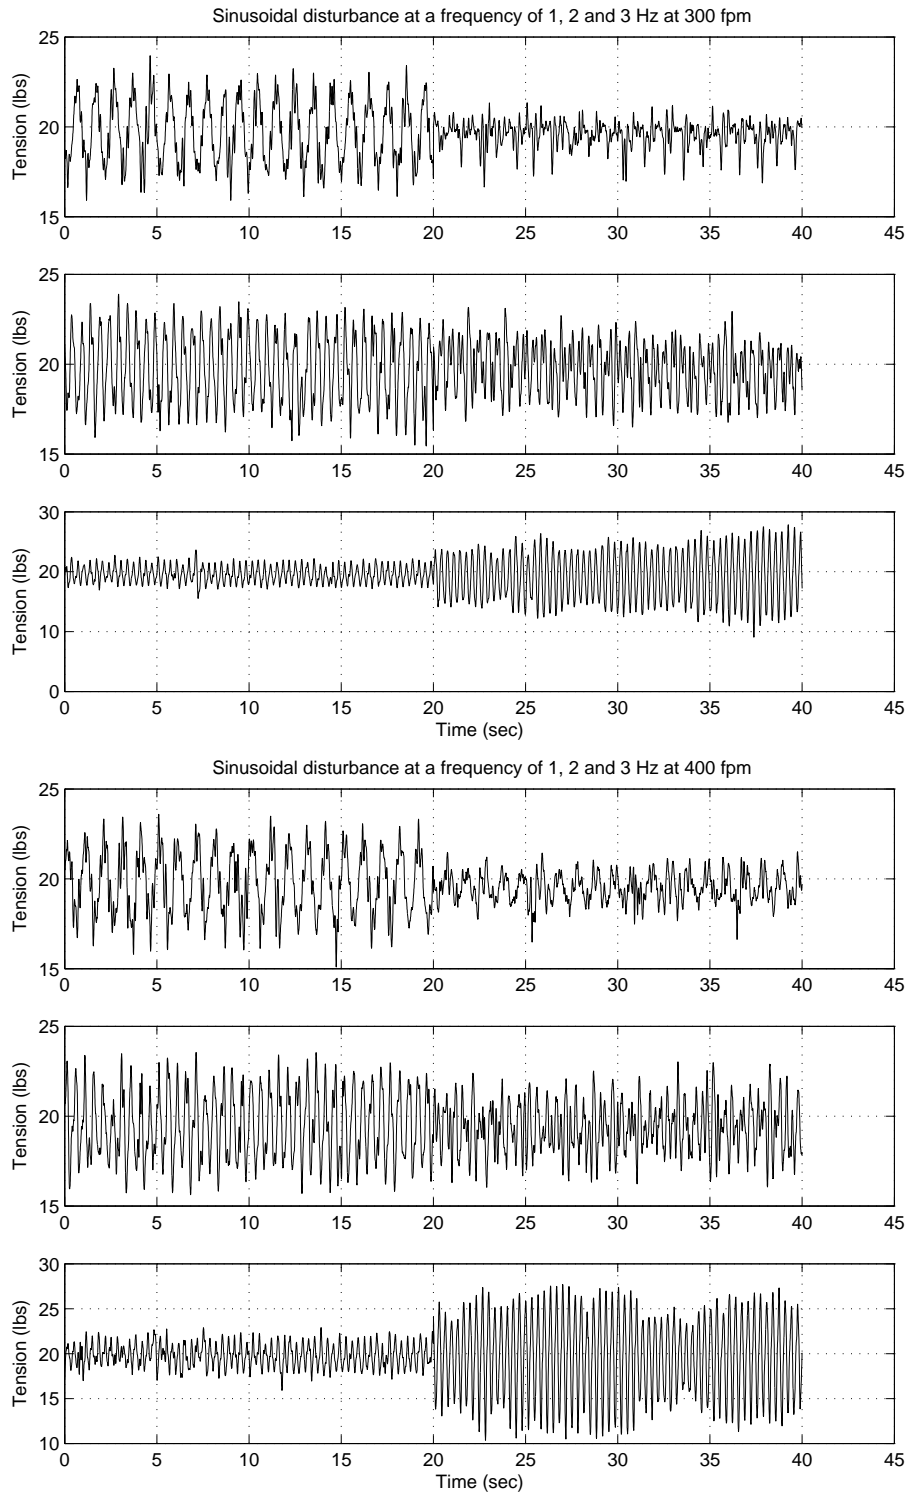 Sinusoidal disturbance at a frequency of 1, 2 and 3 Hz at 300 fpm
25
20
15
Tension (lbs)
0 5 10 15 20 25 30 35 40 45
25
20
15
Tension (lbs)
0 5 10 15 20 25 30 35 40 45
30
20
10
0
Tension (lbs)
0 5 10 15 20 25 30 35 40 45
Time (sec)
Sinusoidal disturbance at a frequency of 1, 2 and 3 Hz at 400 fpm
25
20
15
Tension (lbs)
0 5 10 15 20 25 30 35 40 45
25
20
15
Tension (lbs)
0 5 10 15 20 25 30 35 40 45
30
25
20
15
10
Tension (lbs)
0 5 10 15 20 25 30 35 40 45
Time (sec)